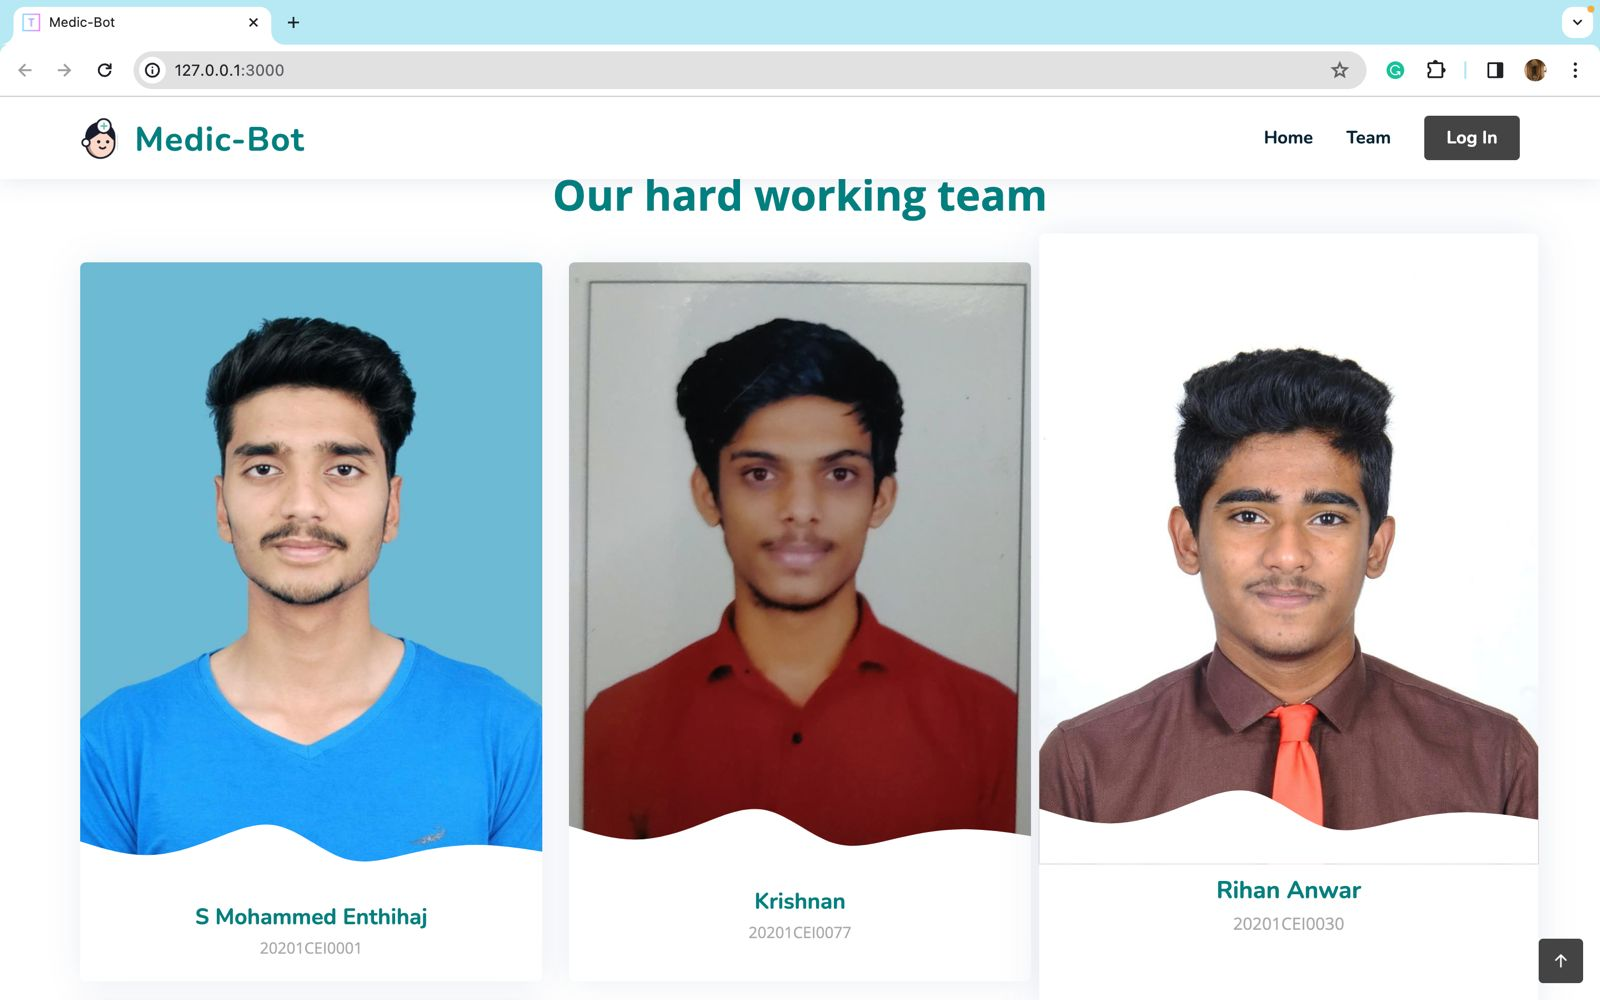 Medic-Bot
127.0.0.1:3000
Medic-Bot
Home Team Log In
Our hard working team
S Mohammed Enthihaj
20201CEI0001
Krishnan
20201CEI0077
Rihan Anwar
20201CEI0030